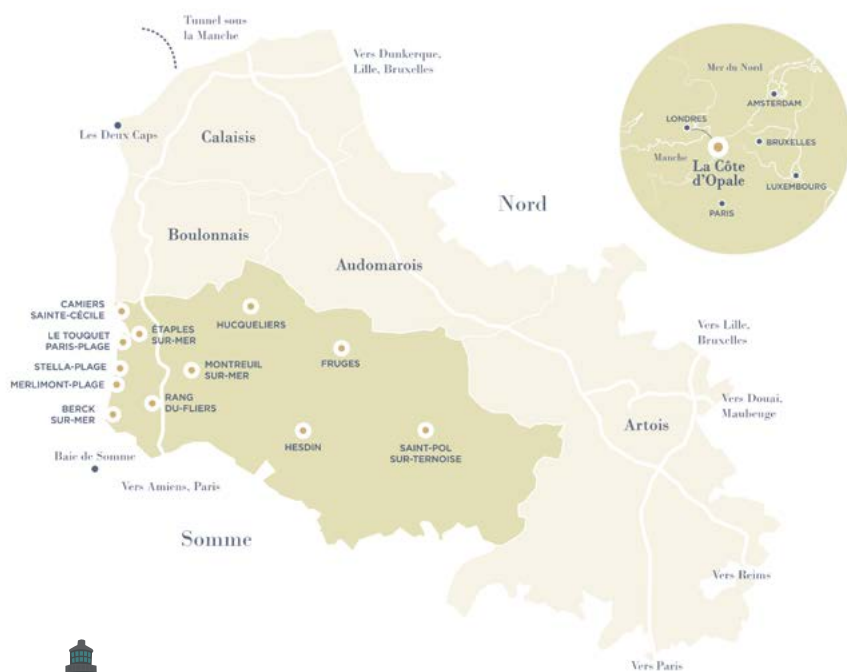 Tunnel sous
la Manche
Vers Dunkerque,
Lille, Bruxelles
Les Deux Caps
Calaisis
Boulonnais
Audomarois
Nord
Mer du Nord
AMSTERDAM
LONDRES
BRUXELLES
Manche
La Côte
d'Opale
LUXEMBOURG
PARIS
CAMIERS
SAINTE-CÉCILE
HUCQUELIERS
ÉTAPLES
SUR-MER
LE TOUQUET
PARIS-PLAGE
FRUGES
STELLA-PLAGE
MONTREUIL
SUR-MER
MERLIMONT-PLAGE
RANG
DU-FLIERS
BERCK
SUR-MER
HESDIN
SAINT-POL
SUR-TERNOISE
Baie de Somme
Vers Amiens, Paris
Somme
Vers Lille,
Bruxelles
Vers Douai,
Maubeuge
Artois
Vers Reims
Vers Paris